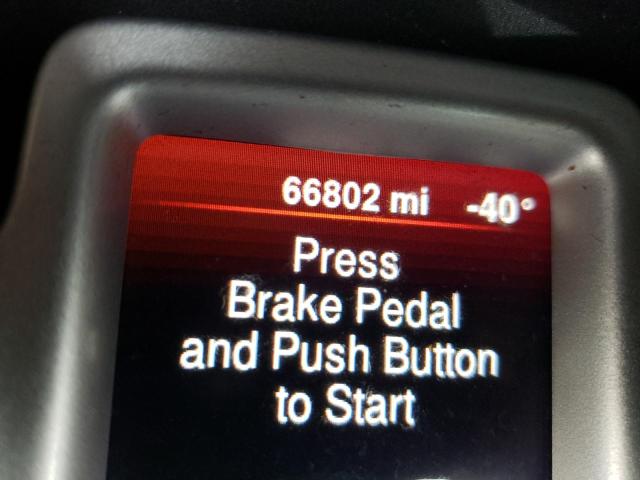 66802 mi -40°
Press
Brake Pedal
and Push Button
to Start